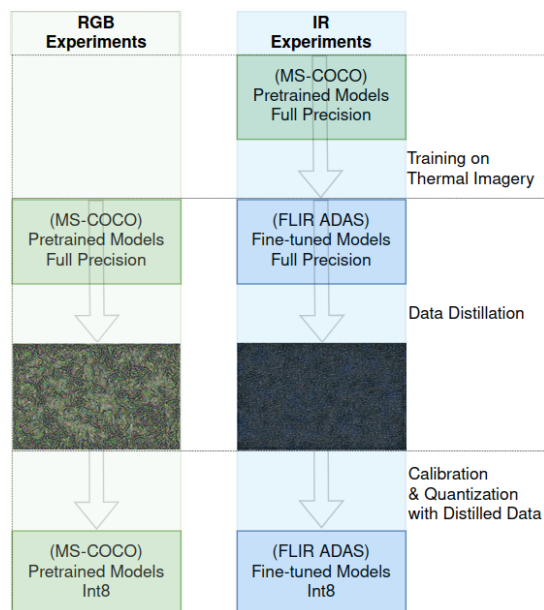 RGB
Experiments
IR
Experiments
(MS-COCO)
Pretrained Models
Full Precision
Training on
Thermal Imagery
(MS-COCO)
Pretrained Models
Full Precision
(FLIR ADAS)
Fine-tuned Models
Full Precision
Data Distillation
Calibration
& Quantization
with Distilled Data
(MS-COCO)
Pretrained Models
Int8
(FLIR ADAS)
Fine-tuned Models
Int8